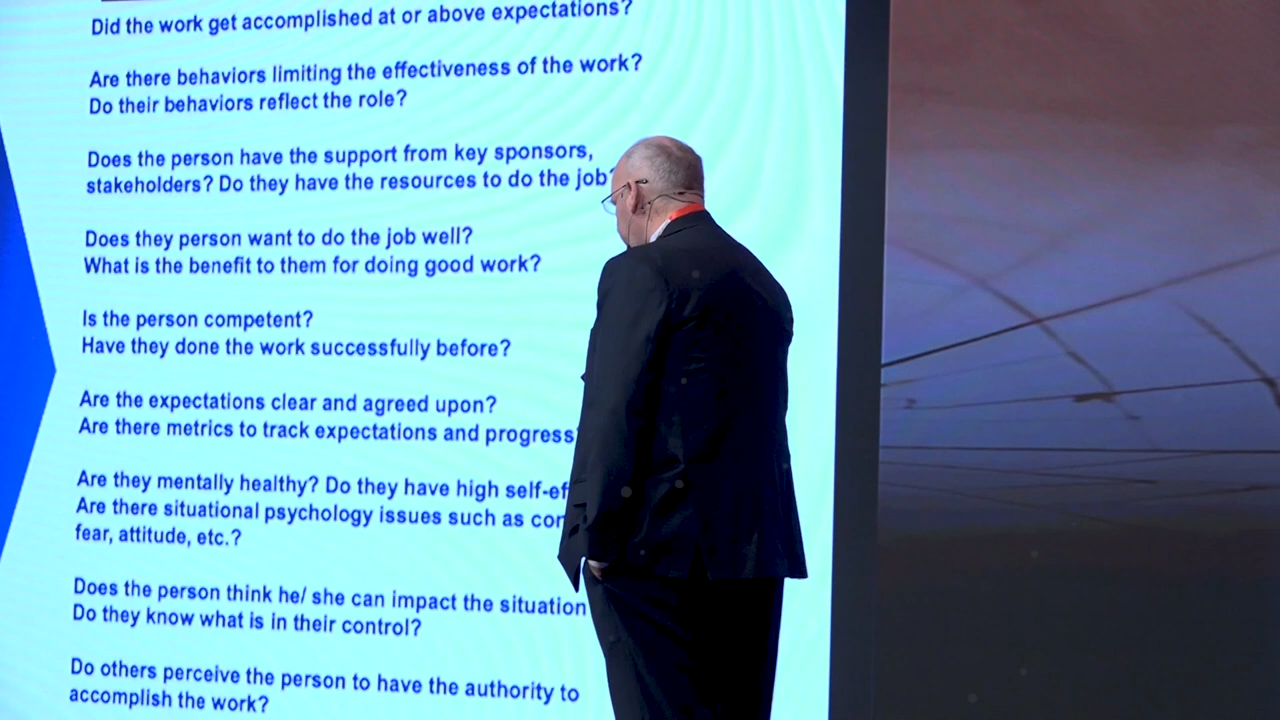 Did the work get accomplished at or above expectations?
Are there behaviors limiting the effectiveness of the work?
Do their behaviors reflect the role?
Does the person have the support from key sponsors,
stakeholders? Do they have the resources to do the job?
Does they person want to do the job well?
What is the benefit to them for doing good work?
Is the person competent?
Have they done the work successfully before?
Are the expectations clear and agreed upon?
Are there metrics to track expectations and progress?
Are they mentally healthy? Do they have high
Are there situational psychology issues such as
fear, attitude, etc.?
Does the person think he/ she can impact the situation
Do they know what is in their control?
Do others perceive the person to have the authority to
accomplish the work?